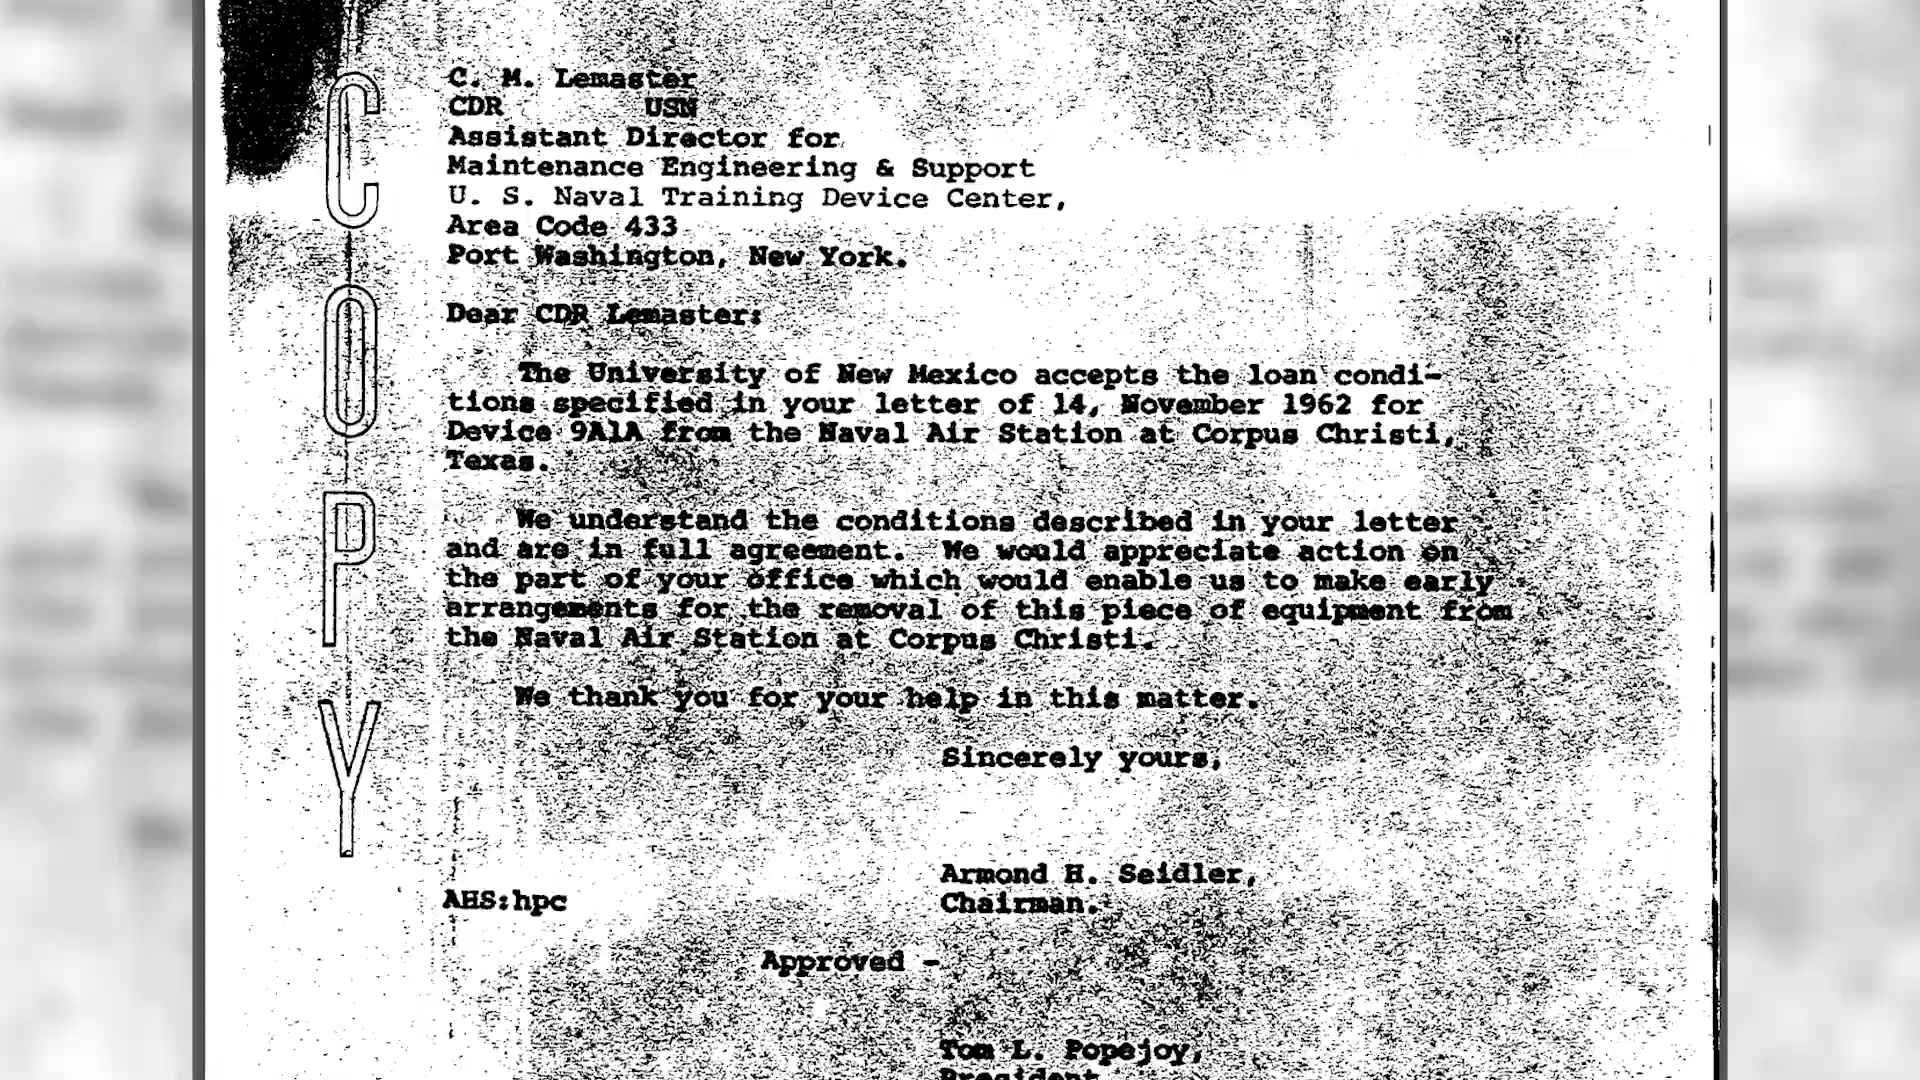 C. M. Lemaster
CDR USN
Assistant Director for
Maintenance Engineering & Support
U. S. Naval Training Device Center,
Area Code 433
Port Washington, New York.
Dear CDR Lemaster:
The University of New Mexico accepts the loan condi-
tions specified in your letter of 14, November 1962 for
Device 9A1A from the Naval Air Station at Corpus Christi,
Texas.
We understand the conditions described in your letter
and are in full agreement. We would appreciate action on
the part of your office which would enable us to make early
arrangements for the removal of this piece of equipment from
the Naval Air Station at Corpus Christi.
We thank you for your help in this matter.
Sincerely yours,
Armond H. Seidler,
AHS:hpc Chairman.
Approved -
Tom L. Popejoy,
President
COPY